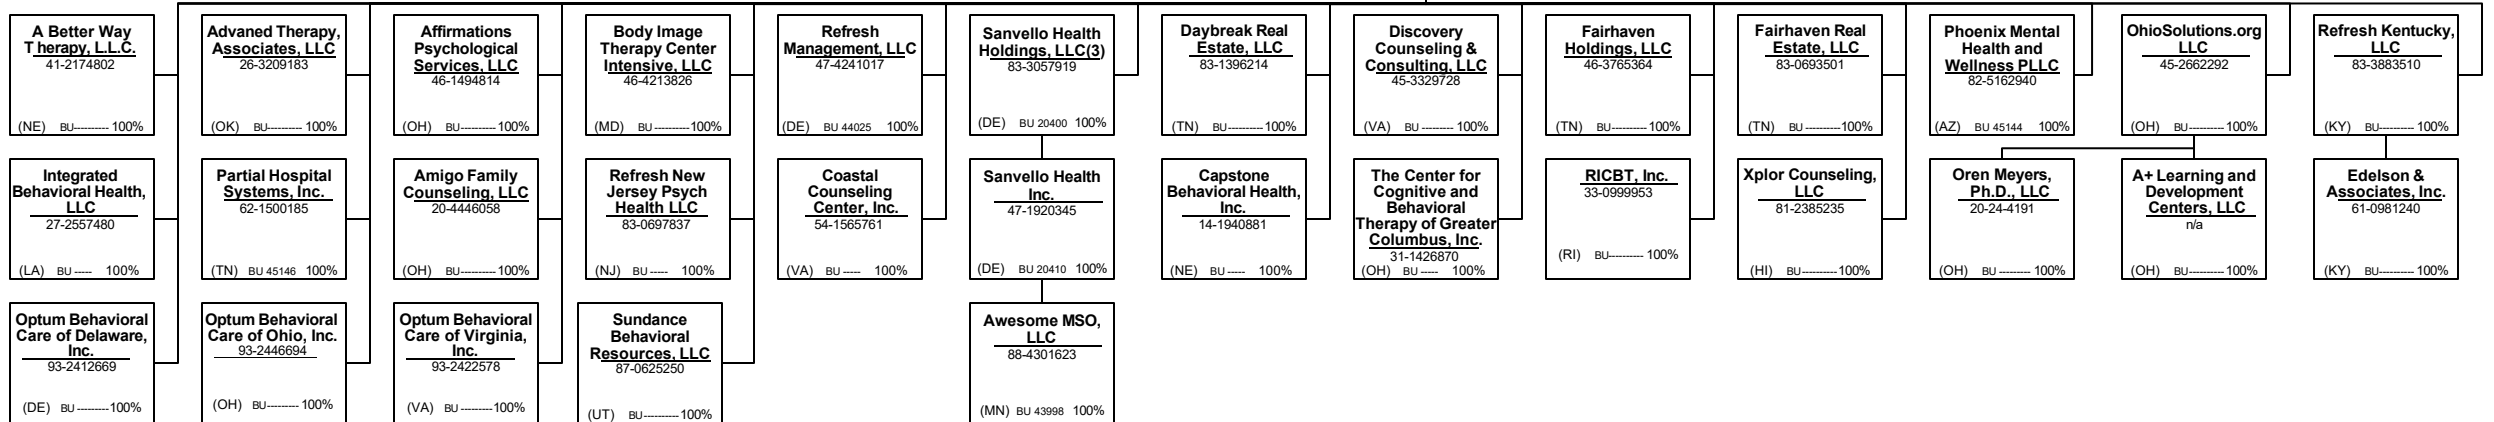 A Better Way
Therapy, L.L.C.
41-2174802
(NE) BU---------- 100%
Advaned Therapy,
Associates, LLC
26-3209183
(OK) BU---------- 100%
Affirmations
Psychological
Services, LLC
46-1494814
(OH) BU----------100%
Body Image
Therapy Center
Intensive, LLC
46-4213826
(MD) BU ----------100%
Refresh
Management, LLC
47-4241017
(DE) BU 44025 100%
Sanvello Health
Holdings, LLC(3)
83-3057919
(DE) BU 20400 100%
Daybreak Real
Estate, LLC
83-1396214
(TN) BU----------100%
Discovery
Counseling &
Consulting, LLC
45-3329728
(VA) BU --------- 100%
Fairhaven
Holdings, LLC
46-3765364
(TN) BU----------100%
Fairhaven Real
Estate, LLC
83-0693501
(TN) BU ----------100%
Phoenix Mental
Health and
Wellness PLLC
82-5162940
(AZ) BU 45144 100%
OhioSolutions.org
LLC
45-2662292
(OH) BU----------100%
Refresh Kentucky,
LLC
83-3883510
(KY) BU---------- 100%
Integrated
Behavioral Health,
LLC
27-2557480
(LA) BU ----- 100%
Partial Hospital
Systems, Inc.
62-1500185
(TN) BU 45146 100%
Amigo Family
Counseling, LLC
20-4446058
(OH) BU----------100%
Refresh New
Jersey Psych
Health LLC
83-0697837
(NJ) BU ----- 100%
Coastal
Counseling
Center, Inc.
54-1565761
(VA) BU ----- 100%
Sanvello Health
Inc.
47-1920345
(DE) BU 20410 100%
Capstone
Behavioral Health,
Inc.
14-1940881
(NE) BU ----- 100%
The Center for
Cognitive and
Behavioral
Therapy of Greater
Columbus, Inc.
31-1426870
(OH) BU ----- 100%
RICBT, Inc.
33-0999953
(RI) BU---------- 100%
Xplor Counseling,
LLC
81-2385235
(HI) BU----------100%
Oren Meyers,
Ph.D., LLC
20-24-4191
(OH) BU --------- 100%
A+ Learning and
Development
Centers, LLC
n/a
(OH) BU----------100%
Edelson &
Associates, Inc.
61-0981240
(KY) BU--------- 100%
Optum Behavioral
Care of Delaware,
Inc.
93-2412669
(DE) BU ---------100%
Optum Behavioral
Care of Ohio, Inc.
93-2446694
(OH) BU--------- 100%
Optum Behavioral
Care of Virginia,
Inc.
93-2422578
(VA) BU ---------100%
Sundance
Behavioral
Resources, LLC
87-0625250
(UT) BU----------100%
Awesome MSO,
LLC
88-4301623
(MN) BU 43998 100%